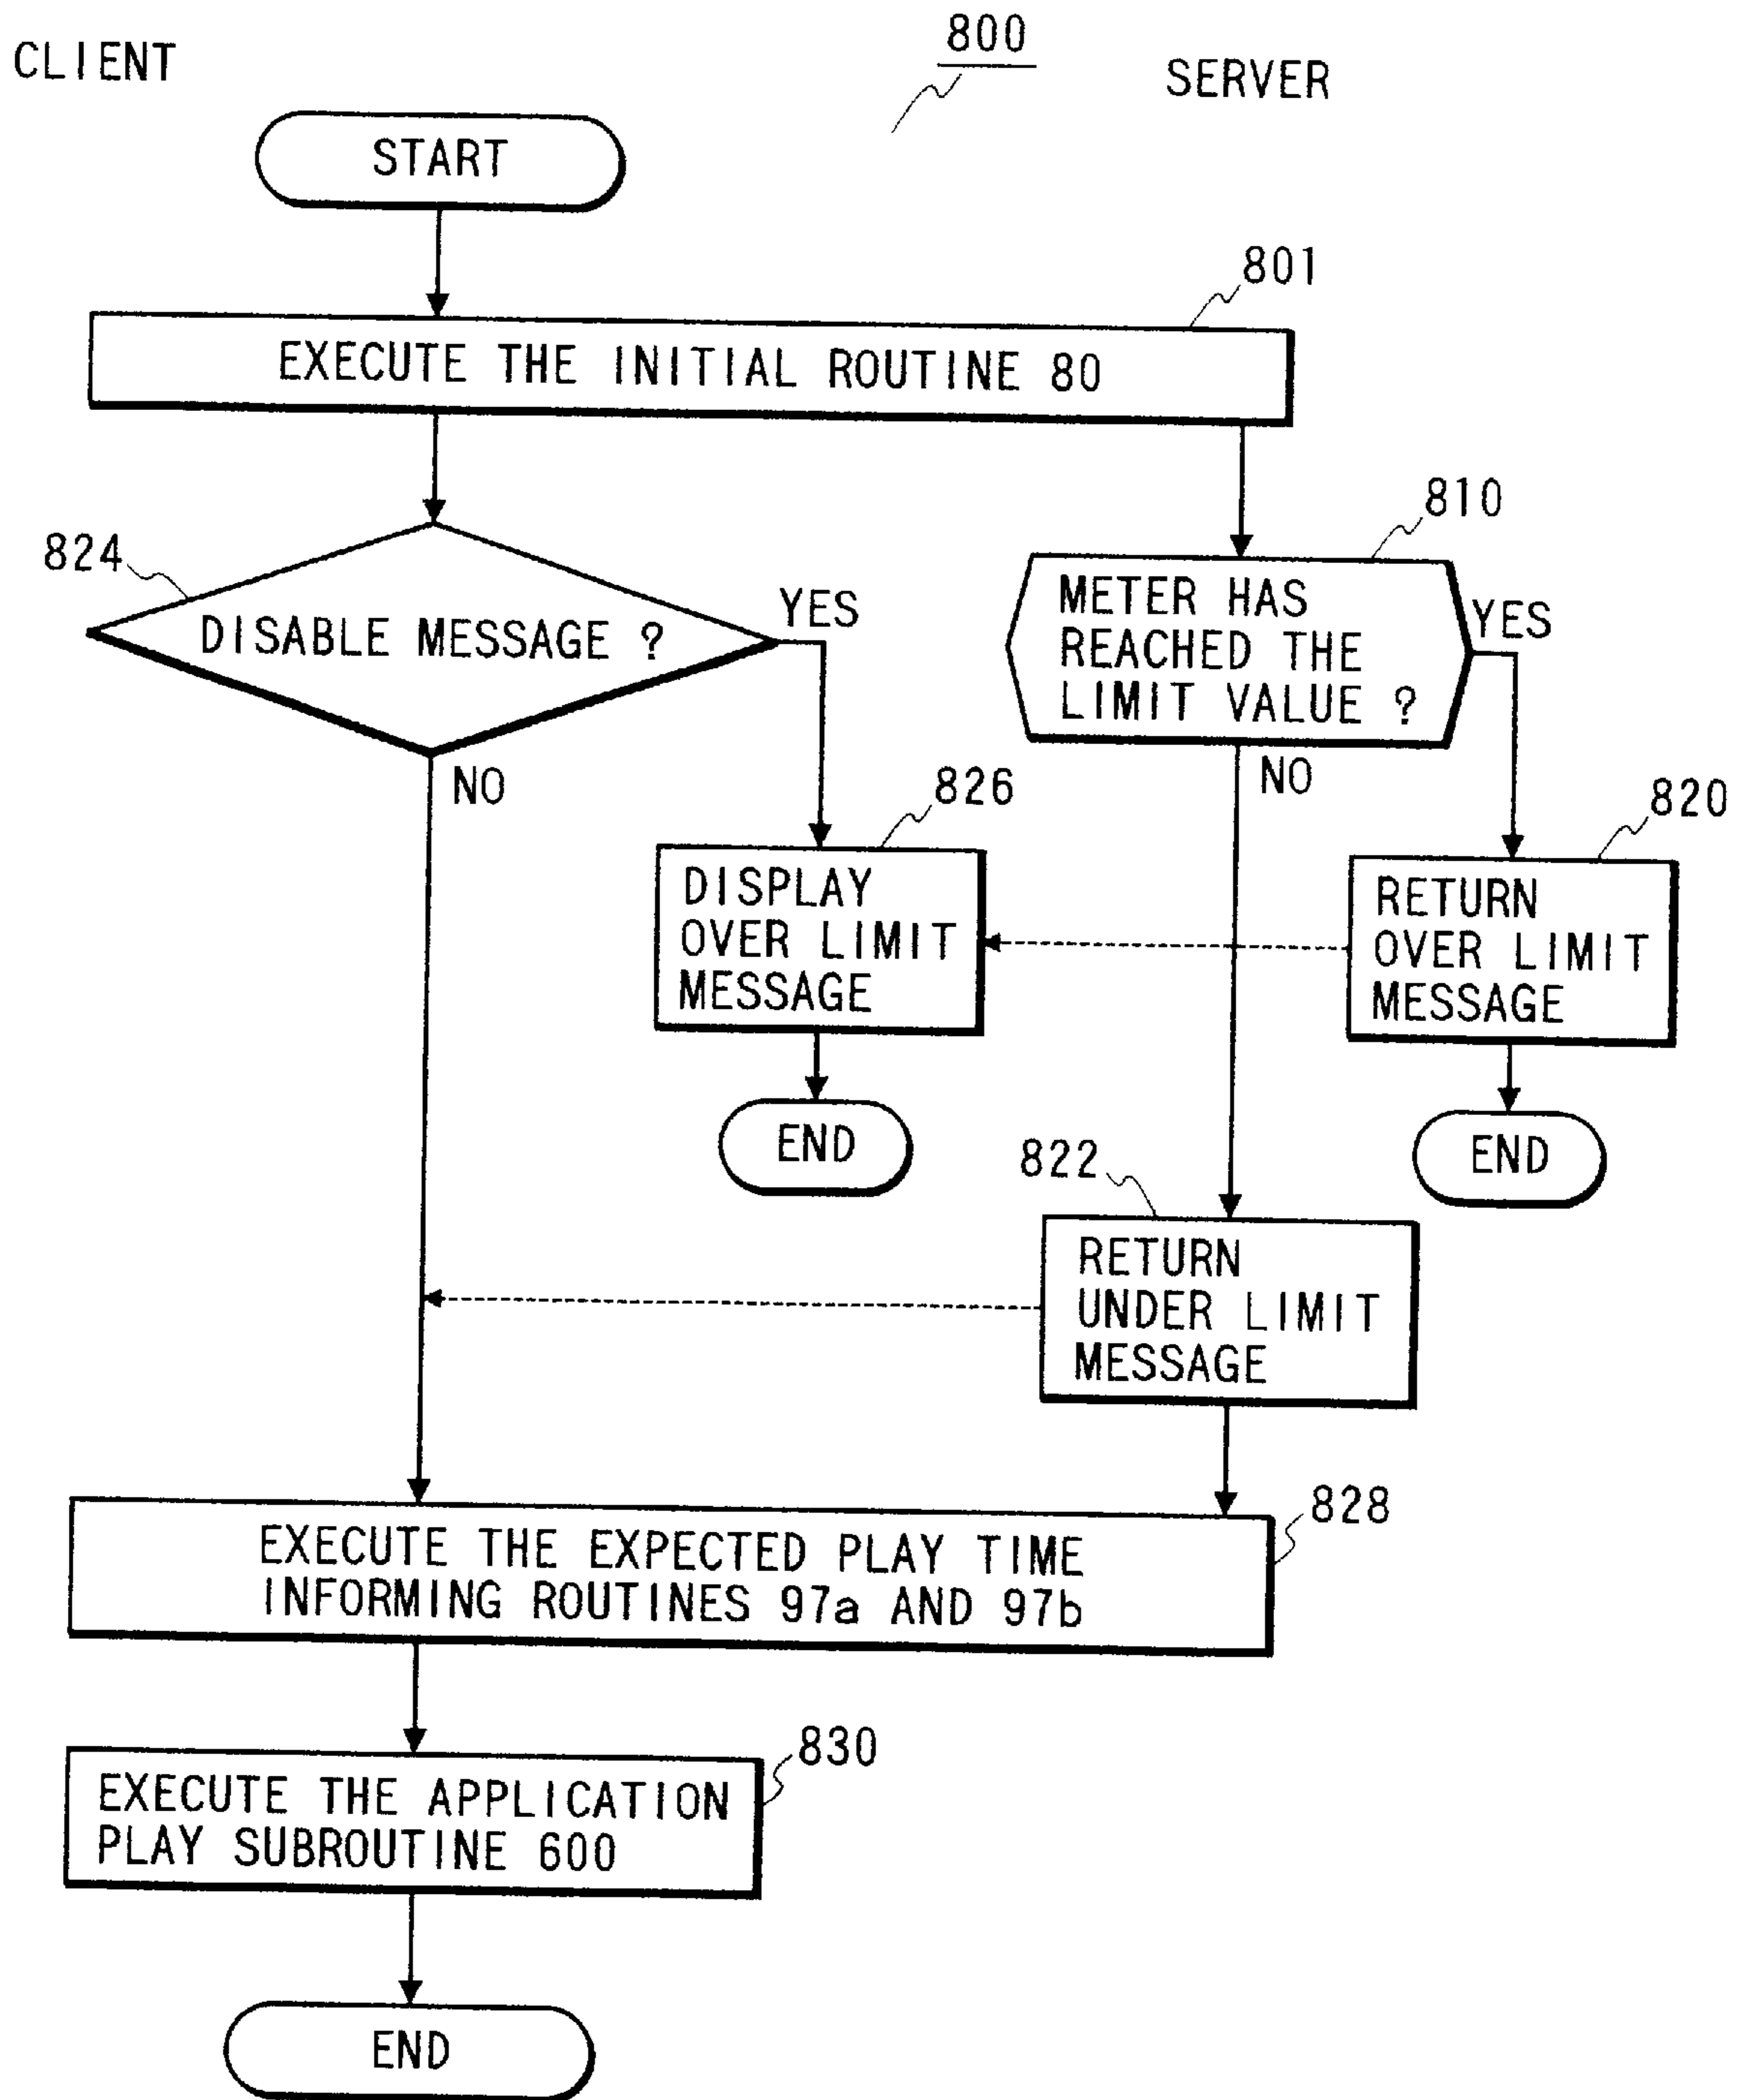 800
CLIENT
SERVER
START
801
EXECUTE THE INITIAL ROUTINE 80
810
824
DISABLE MESSAGE ?
YES
METER HAS
REACHED THE
LIMIT VALUE ?
YES
NO
NO
826
820
DISPLAY
OVER LIMIT
MESSAGE
RETURN
OVER LIMIT
MESSAGE
END
END
822
RETURN
UNDER LIMIT
MESSAGE
828
EXECUTE THE EXPECTED PLAY TIME
INFORMING ROUTINES 97a AND 97b
830
EXECUTE THE APPLICATION
PLAY SUBROUTINE 600
END